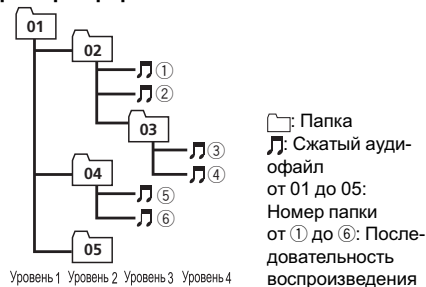 01
02
♫①
♫②
03
♫③
♫④
04
♫⑤
♫⑥
05
Уровень 1 Уровень 2 Уровень 3 Уровень 4
: Папка
♫: Сжатый ауди-
офайл
от 01 до 05:
Номер папки
от ① до ⑥: После-
довательность
воспроизведения